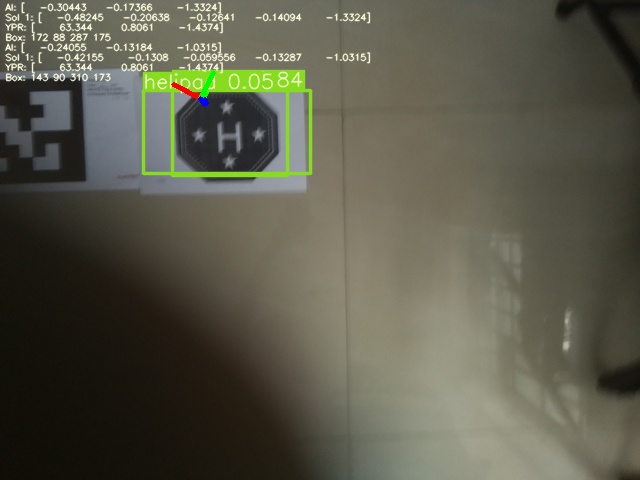 AI: [ -0.30443 -0.17366 -1.3324]
Sol 1: [ -0.48245 -0.20638 -0.12641 -0.14094 -1.3324]
YPR: [ 63.344 0.8061 -1.4374]
Box: 172 88 287 175
AI: [ -0.24055 -0.13184 -1.0315]
Sol 1: [ -0.42155 -0.1308 -0.059556 -0.13287 -1.0315]
YPR: [ 63.344 0.8061 -1.4374]
Box: 143 90 310 173
helipad 0.0584
H